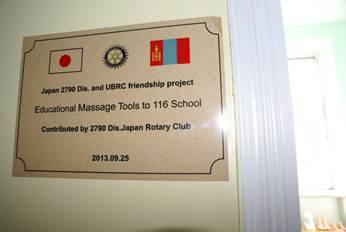 Japan 2790 Dis. and UBRC friendship project
Educational Massage Tools to 116 School
Contributed by 2790 Dis.Japan Rotary Club
2013.09.25